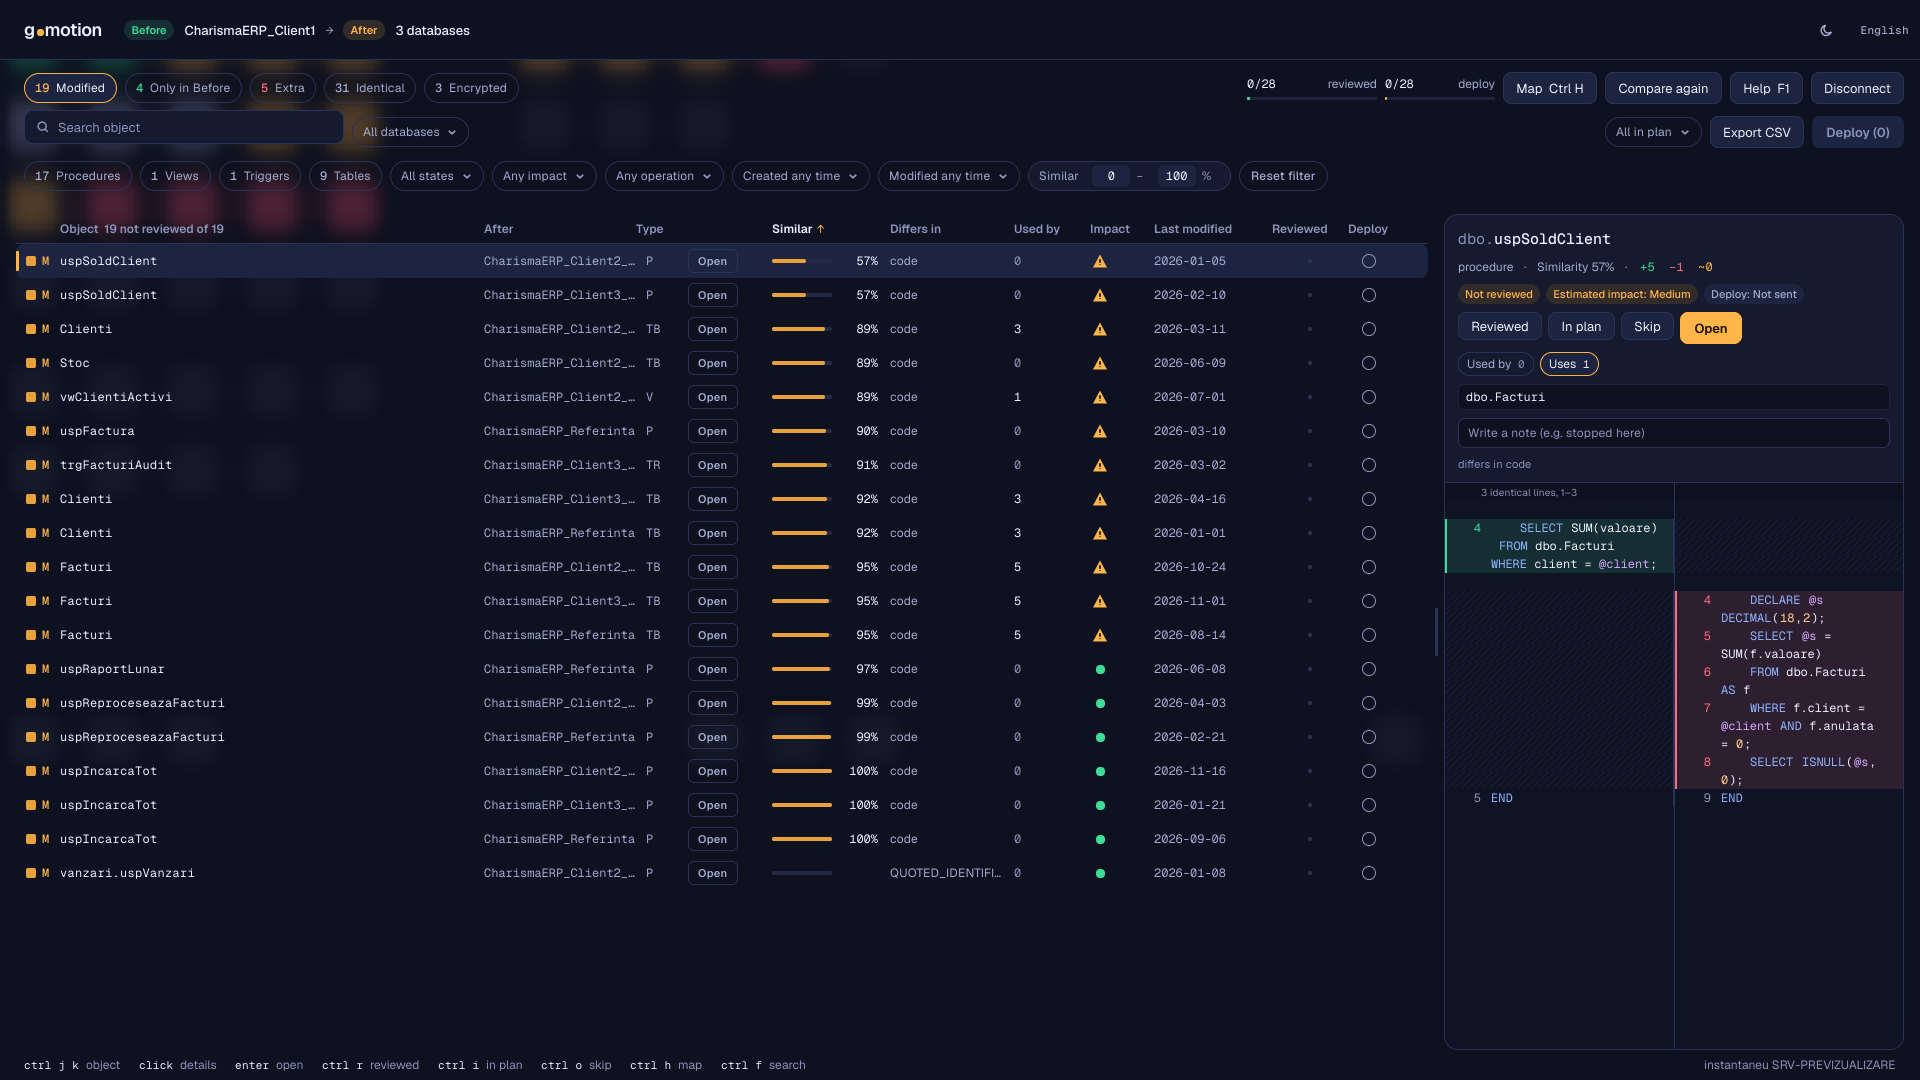 gomotion Before CharismaERP_Client1 → After 3 databases English
19 Modified 4 Only in Before 5 Extra 31 Identical 3 Encrypted 0/28 reviewed 0/28 deploy Map Ctrl H Compare again Help F1 Disconnect
Search object All databases All in plan Export CSV Deploy (0)
17 Procedures 1 Views 1 Triggers 9 Tables All states Any impact Any operation Created any time Modified any time Similar 0 – 100 % Reset filter
Object 19 not reviewed of 19 After Type Similar ↑ Differs in Used by Impact Last modified Reviewed Deploy
M uspSoldClient CharismaERP_Client2_… P Open 57% code 0 2026-01-05
M uspSoldClient CharismaERP_Client3_… P Open 57% code 0 2026-02-10
M Clienti CharismaERP_Client2_… TB Open 89% code 3 2026-03-11
M Stoc CharismaERP_Client2_… TB Open 89% code 0 2026-06-09
M vwClientiActivi CharismaERP_Client2_… V Open 89% code 1 2026-07-01
M uspFactura CharismaERP_Referinta P Open 90% code 0 2026-03-10
M trgFacturiAudit CharismaERP_Client3_… TR Open 91% code 0 2026-03-02
M Clienti CharismaERP_Client3_… TB Open 92% code 3 2026-04-16
M Clienti CharismaERP_Referinta TB Open 92% code 3 2026-01-01
M Facturi CharismaERP_Client2_… TB Open 95% code 5 2026-10-24
M Facturi CharismaERP_Client3_… TB Open 95% code 5 2026-11-01
M Facturi CharismaERP_Referinta TB Open 95% code 5 2026-08-14
M uspRaportLunar CharismaERP_Referinta P Open 97% code 0 2026-06-08
M uspReproceseazaFacturi CharismaERP_Client2_… P Open 99% code 0 2026-04-03
M uspReproceseazaFacturi CharismaERP_Referinta P Open 99% code 0 2026-02-21
M uspIncarcaTot CharismaERP_Client2_… P Open 100% code 0 2026-11-16
M uspIncarcaTot CharismaERP_Client3_… P Open 100% code 0 2026-01-21
M uspIncarcaTot CharismaERP_Referinta P Open 100% code 0 2026-09-06
M vanzari.uspVanzari CharismaERP_Client2_… P Open QUOTED_IDENTIFI… 0 2026-01-08
dbo.uspSoldClient
procedure · Similarity 57% · +5 −1 ~0
Not reviewed Estimated impact: Medium Deploy: Not sent
Reviewed In plan Skip Open
Used by 0 Uses 1
dbo.Facturi
Write a note (e.g. stopped here)
differs in code
3 identical lines, 1–3
4 SELECT SUM(valoare)
FROM dbo.Facturi
WHERE client = @client;
4 DECLARE @s
DECIMAL(18,2);
5 SELECT @s =
SUM(f.valoare)
6 FROM dbo.Facturi
AS f
7 WHERE f.client =
@client AND f.anulata
= 0;
8 SELECT ISNULL(@s,
0);
5 END 9 END
ctrl j k object click details enter open ctrl r reviewed ctrl i in plan ctrl o skip ctrl h map ctrl f search instantaneu SRV-PREVIZUALIZARE